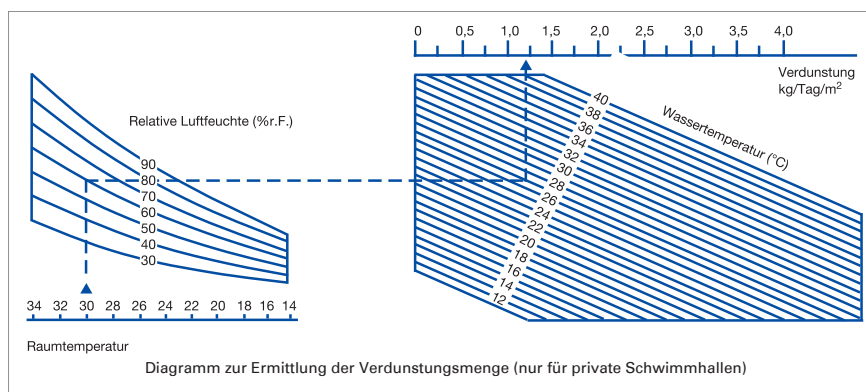 0 0,5 1,0 1,5 2,0 2,5 3,0 3,5 4,0
Verdunstung
kg/Tag/m²
Relative Luftfeuchte (%r.F.)
90
80
70
60
50
40
30
Wassertemperatur (°C)
40
38
36
34
32
30
28
26
24
22
20
18
16
14
12
34 32 30 28 26 24 22 20 18 16 14
Raumtemperatur
Diagramm zur Ermittlung der Verdunstungsmenge (nur für private Schwimmhallen)